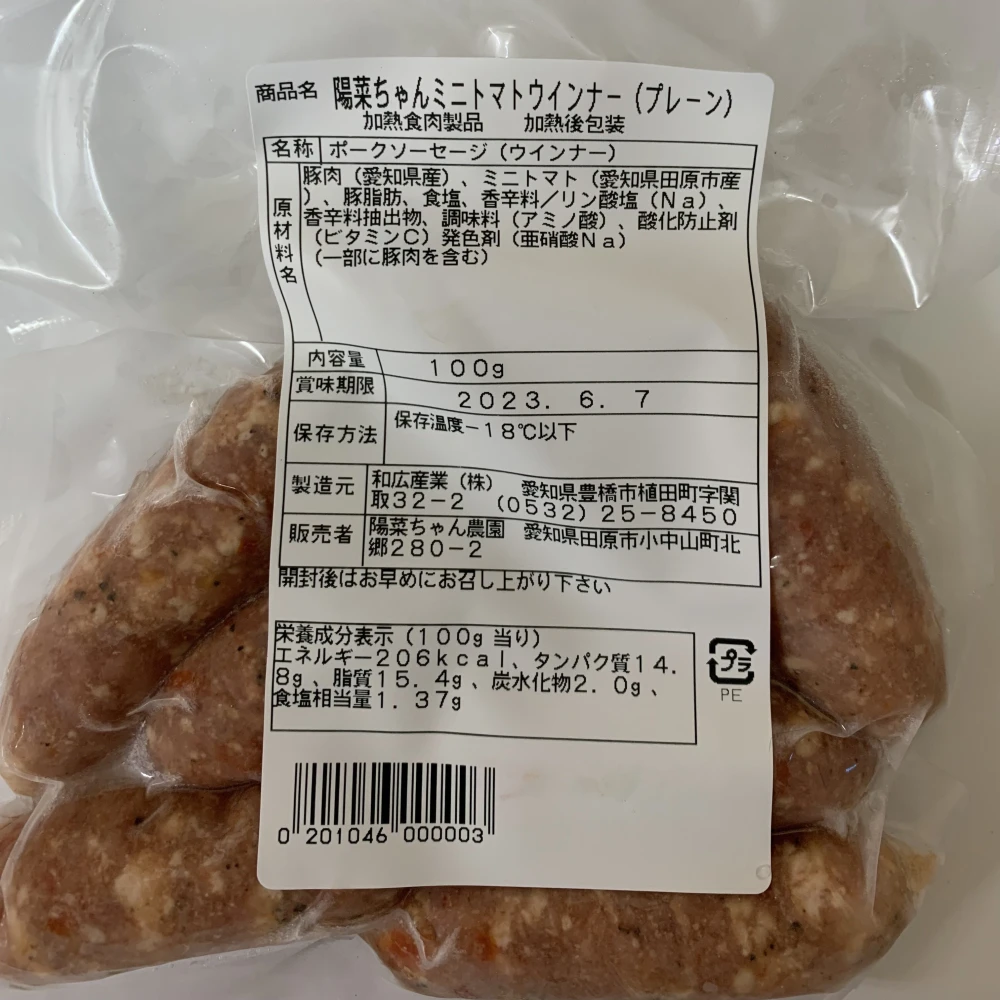 商品名 陽菜ちゃんミニトマトウインナー（プレーン）
加熱食肉製品 加熱後包装
名称 ポークソーセージ（ウインナー）
原材料名
豚肉（愛知県産）、ミニトマト（愛知県田原市産
）、豚脂肪、食塩、香辛料／リン酸塩（Ｎａ）、
香辛料抽出物、調味料（アミノ酸）、酸化防止剤
（ビタミンＣ）発色剤（亜硝酸Ｎａ）
（一部に豚肉を含む）
内容量 １００ｇ
賞味期限 ２０２３．６．７
保存方法 保存温度－１８℃以下
製造元 和広産業（株） 愛知県豊橋市植田町字関
取３２－２ （０５３２）２５－８４５０
販売者 陽菜ちゃん農園 愛知県田原市小中山町北
郷２８０－２
開封後はお早めにお召し上がり下さい
栄養成分表示（１００ｇ当り）
エネルギー２０６ｋｃａｌ、タンパク質１４．
８ｇ、脂質１５．４ｇ、炭水化物２．０ｇ、
食塩相当量１．３７ｇ
プラ
PE
0 201046 000003